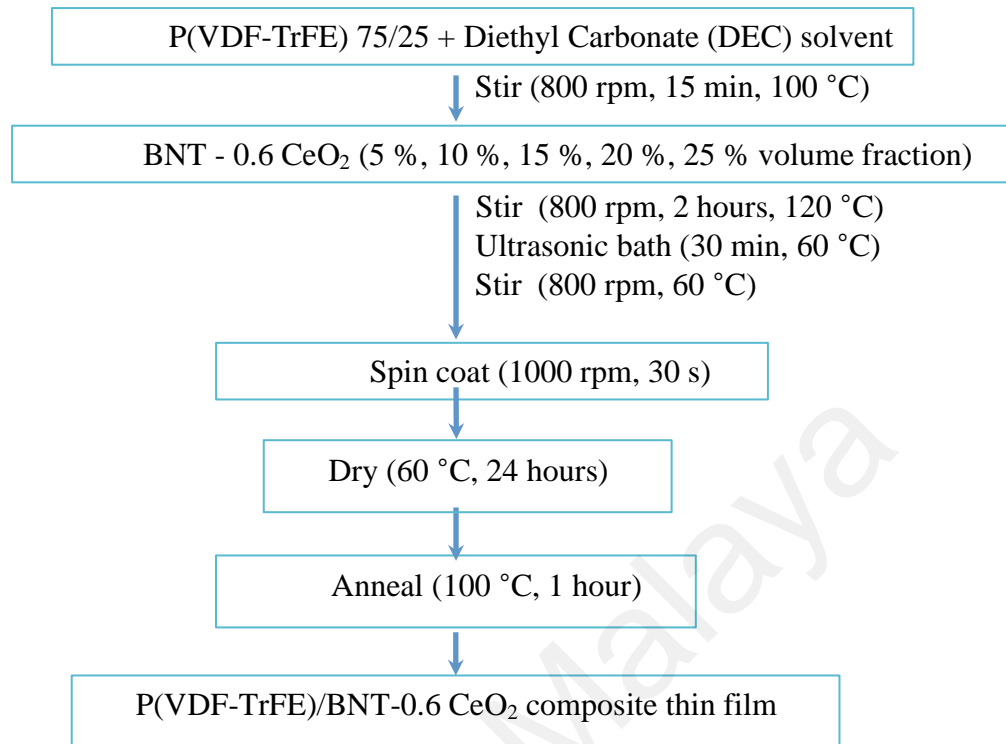 P(VDF-TrFE) 75/25 + Diethyl Carbonate (DEC) solvent
Stir (800 rpm, 15 min, 100 °C)
BNT - 0.6 CeO₂ (5 %, 10 %, 15 %, 20 %, 25 % volume fraction)
Stir (800 rpm, 2 hours, 120 °C)
Ultrasonic bath (30 min, 60 °C)
Stir (800 rpm, 60 °C)
Spin coat (1000 rpm, 30 s)
Dry (60 °C, 24 hours)
Anneal (100 °C, 1 hour)
P(VDF-TrFE)/BNT-0.6 CeO₂ composite thin film
Malaya